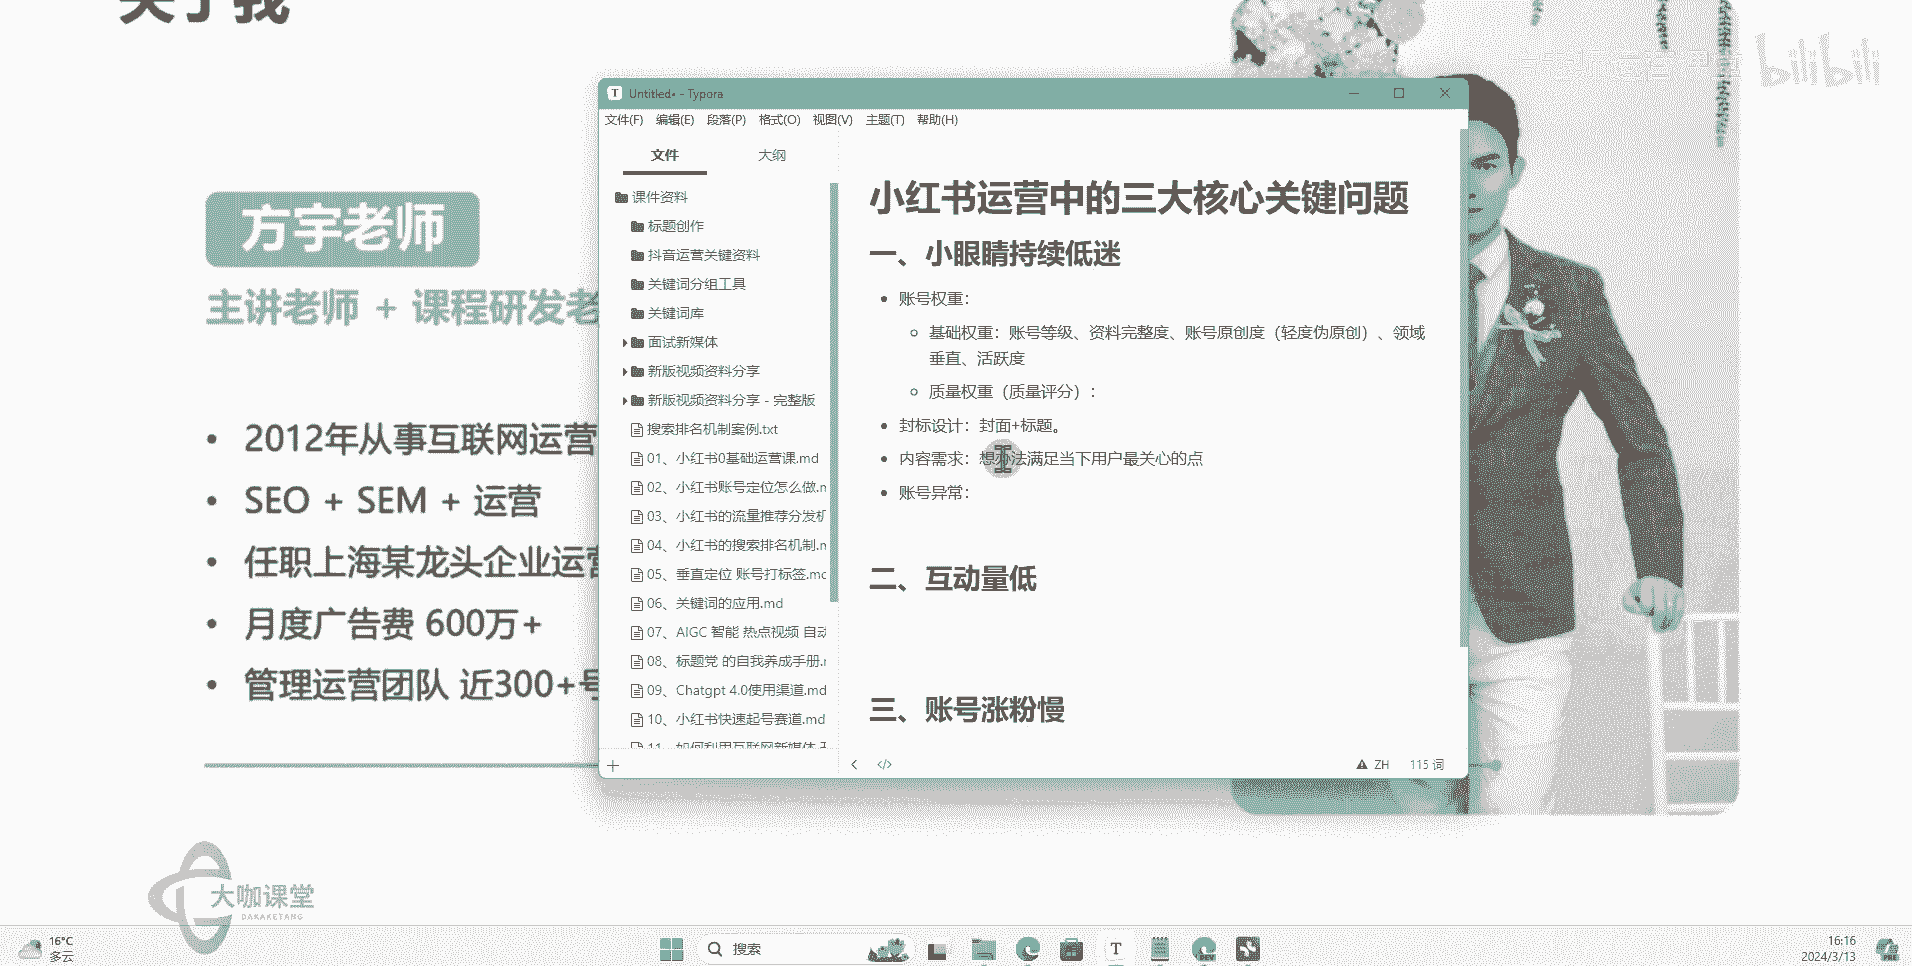 关于我
bilibili
方宇老师
主讲老师 + 课程研发老
2012年从事互联网运营
SEO + SEM + 运营
任职上海某龙头企业运营
月度广告费 600万+
管理运营团队 近300+号
大咖课堂
DAKAKETANG
Untitled• - Typora
文件(F) 编辑(E) 段落(P) 格式(O) 视图(V) 主题(T) 帮助(H)
文件 大纲
课件资料
标题创作
抖音运营关键资料
关键词分组工具
关键词库
面试新媒体
新版视频资料分享
新版视频资料分享 - 完整版
搜索排名机制案例.txt
01、小红书0基础运营课.md
02、小红书账号定位怎么做.m
03、小红书的流量推荐分发机
04、小红书的搜索排名机制.m
05、垂直定位 账号打标签.mc
06、关键词的应用.md
07、AIGC 智能 热点视频 自动
08、标题党 的自我养成手册.r
09、Chatgpt 4.0使用渠道.md
10、小红书快速起号赛道.md
11、如何利用互联网新媒体
小红书运营中的三大核心关键问题
一、小眼睛持续低迷
账号权重：
基础权重：账号等级、资料完整度、账号原创度（轻度伪原创）、领域
垂直、活跃度
质量权重（质量评分）：
封标设计：封面+标题。
内容需求：想办法满足当下用户最关心的点
账号异常：
二、互动量低
三、账号涨粉慢
ZH 115 词
16°C
多云
搜索
T
DEV
16:16
2024/3/13
PRE